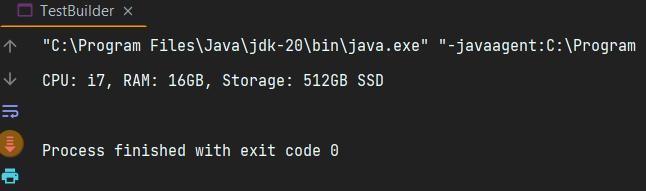 TestBuilder
"C:\Program Files\Java\jdk-20\bin\java.exe" "-javaagent:C:\Program
CPU: i7, RAM: 16GB, Storage: 512GB SSD
Process finished with exit code 0